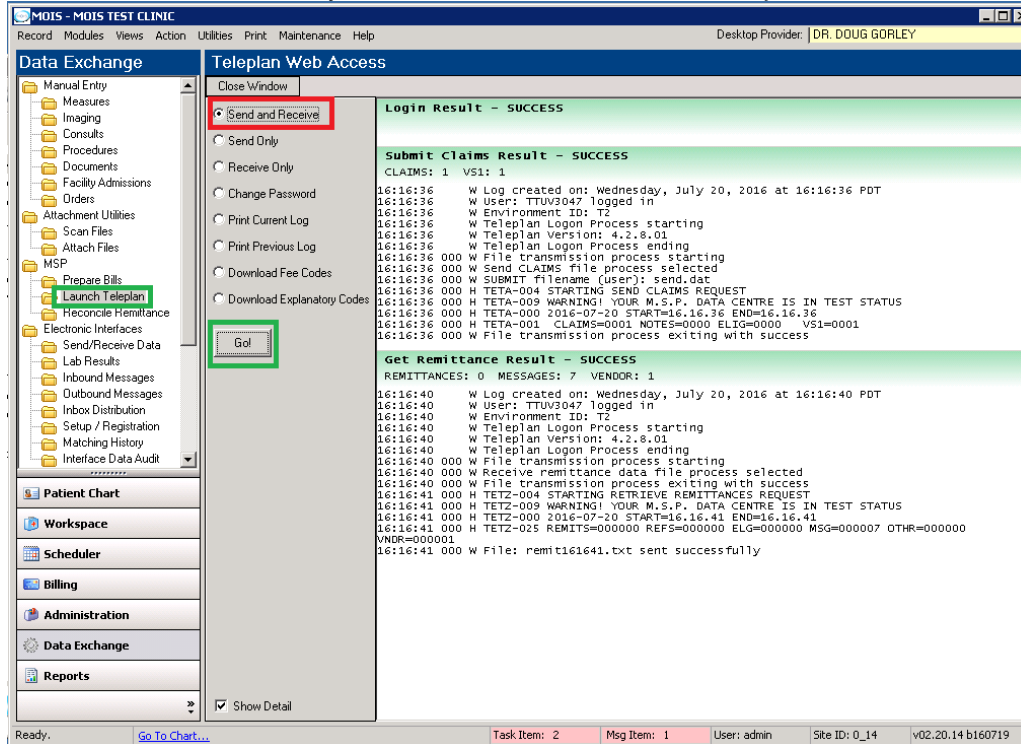 MOIS - MOIS TEST CLINIC
Record Modules Views Action Utilities Print Maintenance Help
Desktop Provider: DR. DOUG GORLEY
Data Exchange
Manual Entry
Measures
Imaging
Consults
Procedures
Documents
Facility Admissions
Orders
Attachment Utilities
Scan Files
Attach Files
MSP
Prepare Bills
Launch Teleplan
Reconcile Remittance
Electronic Interfaces
Send/Receive Data
Lab Results
Inbound Messages
Outbound Messages
Inbox Distribution
Setup / Registration
Matching History
Interface Data Audit
Patient Chart
Workspace
Scheduler
Billing
Administration
Data Exchange
Reports
Teleplan Web Access
Close Window
Send and Receive
Send Only
Receive Only
Change Password
Print Current Log
Print Previous Log
Download Fee Codes
Download Explanatory Codes
Go!
Show Detail
Login Result - SUCCESS
Submit Claims Result - SUCCESS
CLAIMS: 1 VS1: 1
16:16:36 W Log created on: Wednesday, July 20, 2016 at 16:16:36 PDT
16:16:36 W User: TTUV3047 logged in
16:16:36 W Environment ID: T2
16:16:36 W Teleplan Logon Process starting
16:16:36 W Teleplan Version: 4.2.8.01
16:16:36 W Teleplan Logon Process ending
16:16:36 000 W File transmission process starting
16:16:36 000 W Send CLAIMS file process selected
16:16:36 000 W SUBMIT filename (user): send.dat
16:16:36 000 H TETA-004 STARTING SEND CLAIMS REQUEST
16:16:36 000 H TETA-009 WARNING! YOUR M.S.P. DATA CENTRE IS IN TEST STATUS
16:16:36 000 H TETA-000 2016-07-20 START=16.16.36 END=16.16.36
16:16:36 000 H TETA-001 CLAIMS=0001 NOTES=0000 ELIG=0000 VS1=0001
16:16:36 000 W File transmission process exiting with success
Get Remittance Result - SUCCESS
REMITTANCES: 0 MESSAGES: 7 VENDOR: 1
16:16:40 W Log created on: Wednesday, July 20, 2016 at 16:16:40 PDT
16:16:40 W User: TTUV3047 logged in
16:16:40 W Environment ID: T2
16:16:40 W Teleplan Logon Process starting
16:16:40 W Teleplan Version: 4.2.8.01
16:16:40 W Teleplan Logon Process ending
16:16:40 000 W File transmission process starting
16:16:40 000 W Receive remittance data file process selected
16:16:40 000 W File transmission process exiting with success
16:16:41 000 H TETZ-004 STARTING RETRIEVE REMITTANCES REQUEST
16:16:41 000 H TETZ-009 WARNING! YOUR M.S.P. DATA CENTRE IS IN TEST STATUS
16:16:41 000 H TETZ-000 2016-07-20 START=16.16.41 END=16.16.41
16:16:41 000 H TETZ-025 REMITS=000000 REFS=000000 ELG=000000 MSG=000007 OTHR=000000
VNDR=000001
16:16:41 000 W File: remit161641.txt sent successfully
Ready. Go To Chart... Task Item: 2 Msg Item: 1 User: admin Site ID: 0_14 v02.20.14 b160719